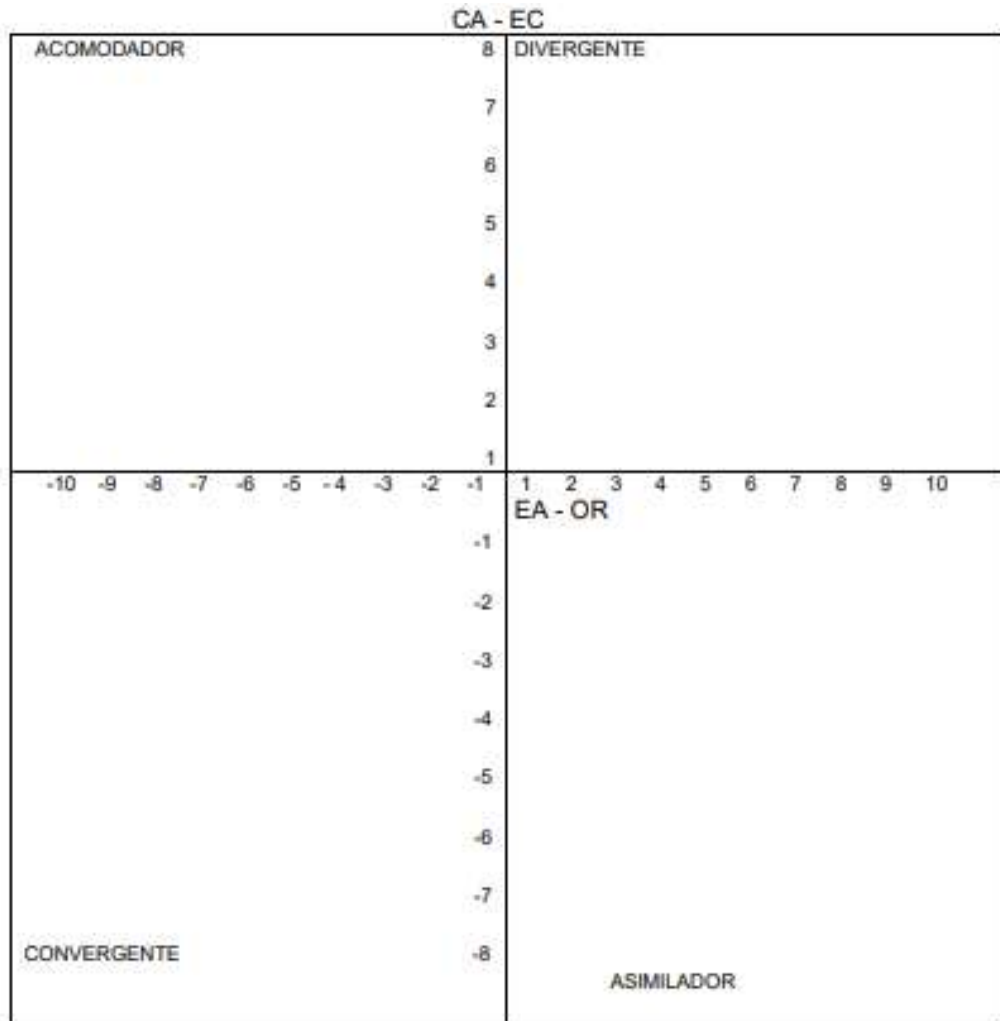 CA - EC
ACOMODADOR 8 DIVERGENTE
7
6
5
4
3
2
1
-10 -9 -8 -7 -6 -5 - 4 -3 -2 -1 1 2 3 4 5 6 7 8 9 10
EA - OR
-1
-2
-3
-4
-5
-6
-7
CONVERGENTE -8
ASIMILADOR